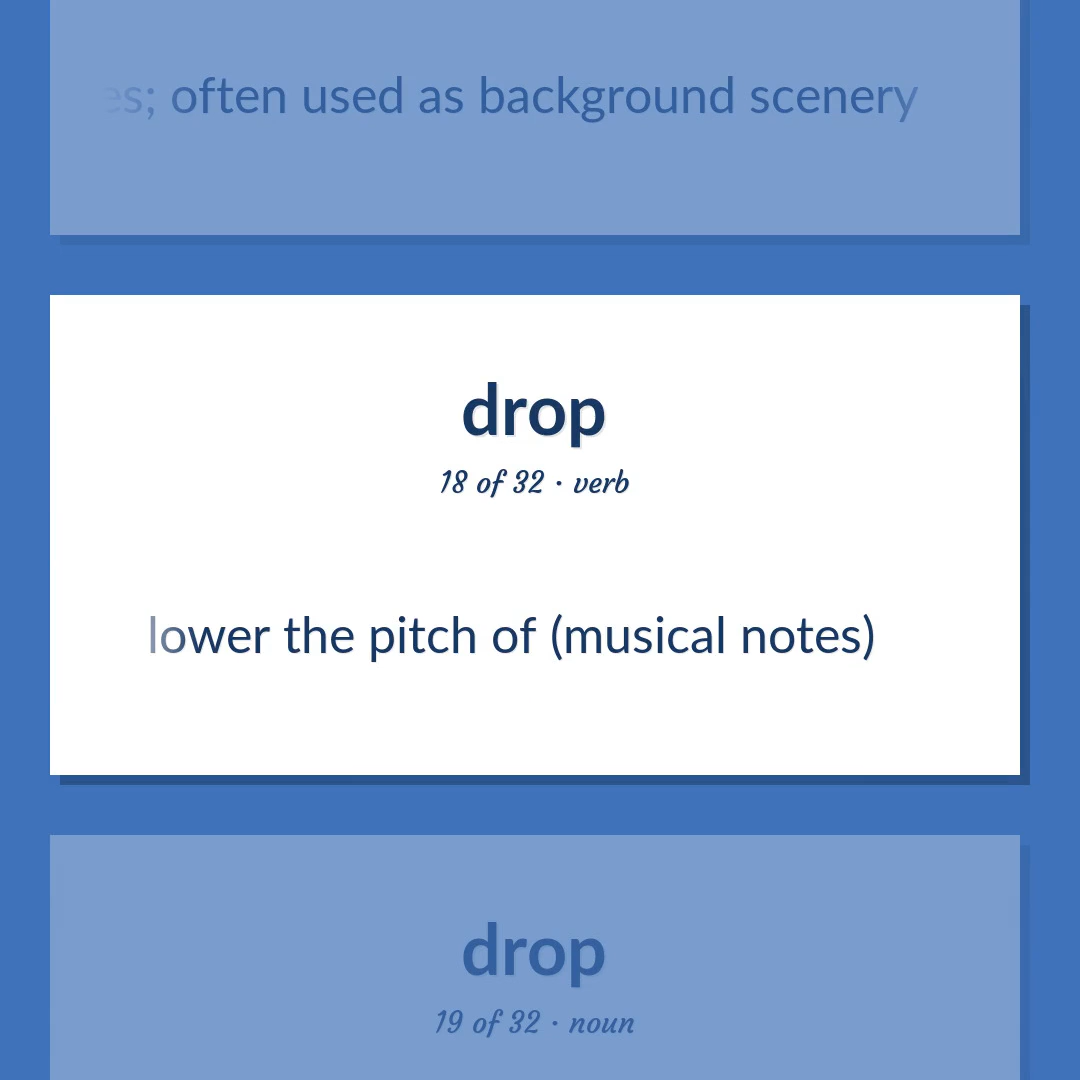 es; often used as background scenery
drop
18 of 32 · verb
lower the pitch of (musical notes)
drop
19 of 32 · noun